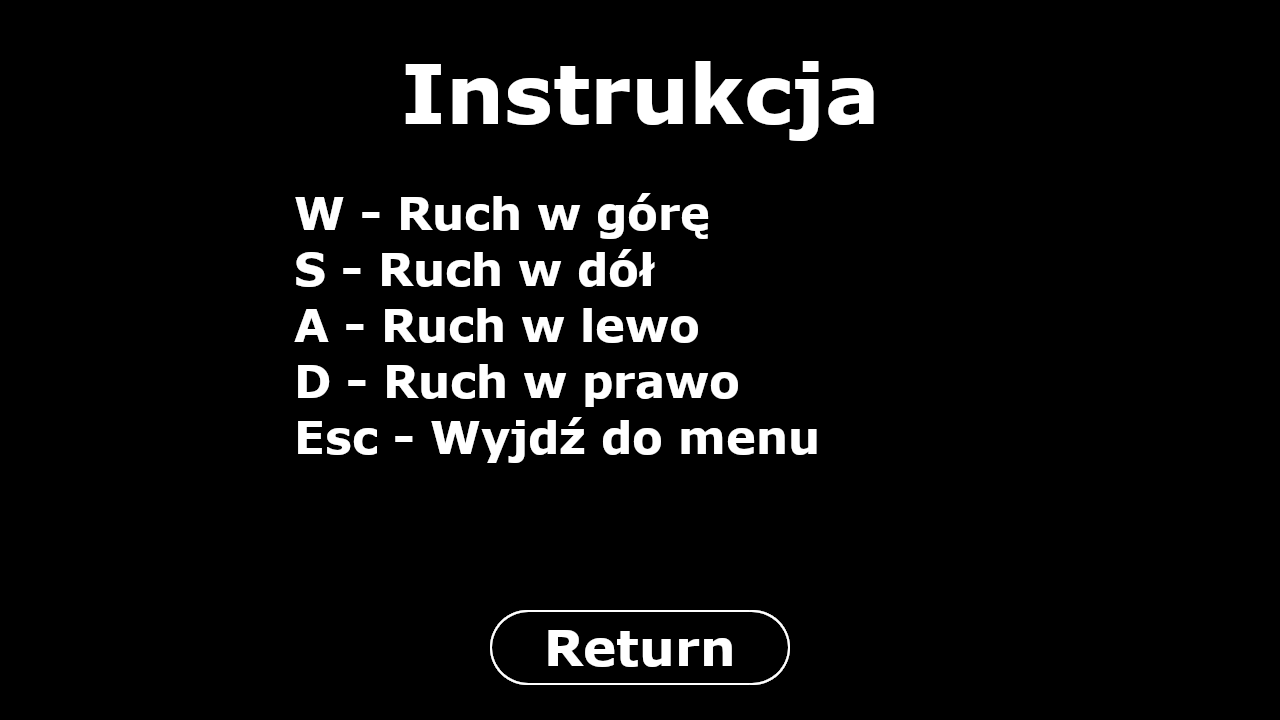 Instrukcja
W - Ruch w górę
S - Ruch w dół
A - Ruch w lewo
D - Ruch w prawo
Esc - Wyjdź do menu
Return